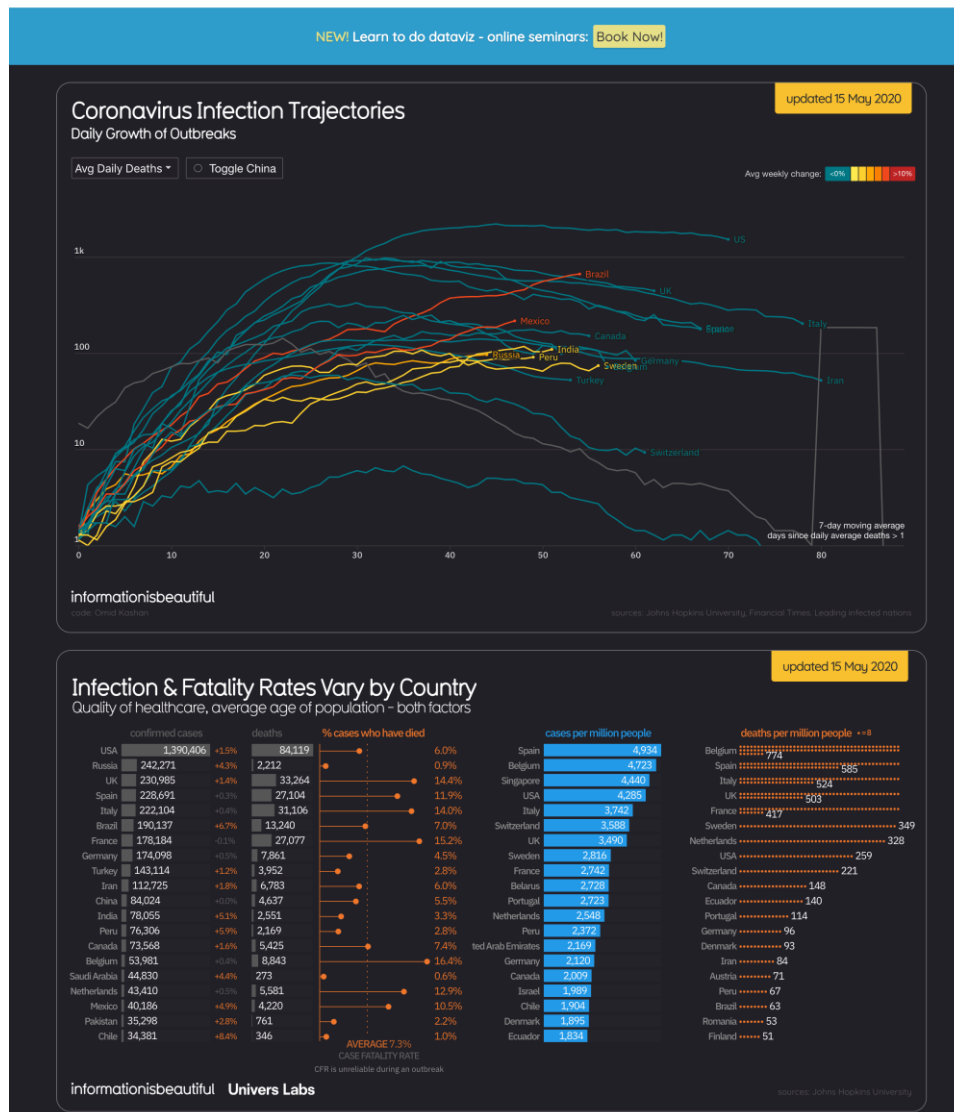 NEW! Learn to do dataviz - online seminars: Book Now!
updated 15 May 2020
Coronavirus Infection Trajectories
Daily Growth of Outbreaks
Avg Daily Deaths
Toggle China
Avg weekly change: <0% >10%
1k
US
Brazil
UK
Mexico
Italy
Canada
India
Russia
Peru
Germany
Sweden
100
Turkey
Iran
10
Switzerland
7-day moving average
days since daily average deaths > 1
1
0 10 20 30 40 50 60 70 80
informationisbeautiful
code: Omid Kashan
sources: Johns Hopkins University, Financial Times. Leading infected nations
updated 15 May 2020
Infection & Fatality Rates Vary by Country
Quality of healthcare, average age of population - both factors
confirmed cases deaths % cases who have died
USA 1,390,406 +1.5% 84,119 6.0%
Russia 242,271 +4.3% 2,212 0.9%
UK 230,985 +1.4% 33,264 14.4%
Spain 228,691 +0.3% 27,104 11.9%
Italy 222,104 +0.4% 31,106 14.0%
Brazil 190,137 +6.7% 13,240 7.0%
France 178,184 -0.1% 27,077 15.2%
Germany 174,098 +0.5% 7,861 4.5%
Turkey 143,114 +1.2% 3,952 2.8%
Iran 112,725 +1.8% 6,783 6.0%
China 84,024 +0.0% 4,637 5.5%
India 78,055 +5.1% 2,551 3.3%
Peru 76,306 +5.9% 2,169 2.8%
Canada 73,568 +1.6% 5,425 7.4%
Belgium 53,981 +0.4% 8,843 16.4%
Saudi Arabia 44,830 +4.4% 273 0.6%
Netherlands 43,410 +0.5% 5,581 12.9%
Mexico 40,186 +4.9% 4,220 10.5%
Pakistan 35,298 +2.8% 761 2.2%
Chile 34,381 +8.4% 346 1.0%
AVERAGE 7.3%
CASE FATALITY RATE
CFR is unreliable during an outbreak
cases per million people
Spain 4,934
Belgium 4,723
Singapore 4,440
USA 4,285
Italy 3,742
Switzerland 3,588
UK 3,490
Sweden 2,816
France 2,742
Belarus 2,728
Portugal 2,723
Netherlands 2,548
Peru 2,372
ted Arab Emirates 2,169
Germany 2,120
Canada 2,009
Israel 1,989
Chile 1,904
Denmark 1,895
Ecuador 1,834
deaths per million people • = 8
Belgium 774
Spain 585
Italy 524
UK 503
France 417
Sweden 349
Netherlands 328
USA 259
Switzerland 221
Canada 148
Ecuador 140
Portugal 114
Germany 96
Denmark 93
Iran 84
Austria 71
Peru 67
Brazil 63
Romania 53
Finland 51
informationisbeautiful Univers Labs
sources: Johns Hopkins University